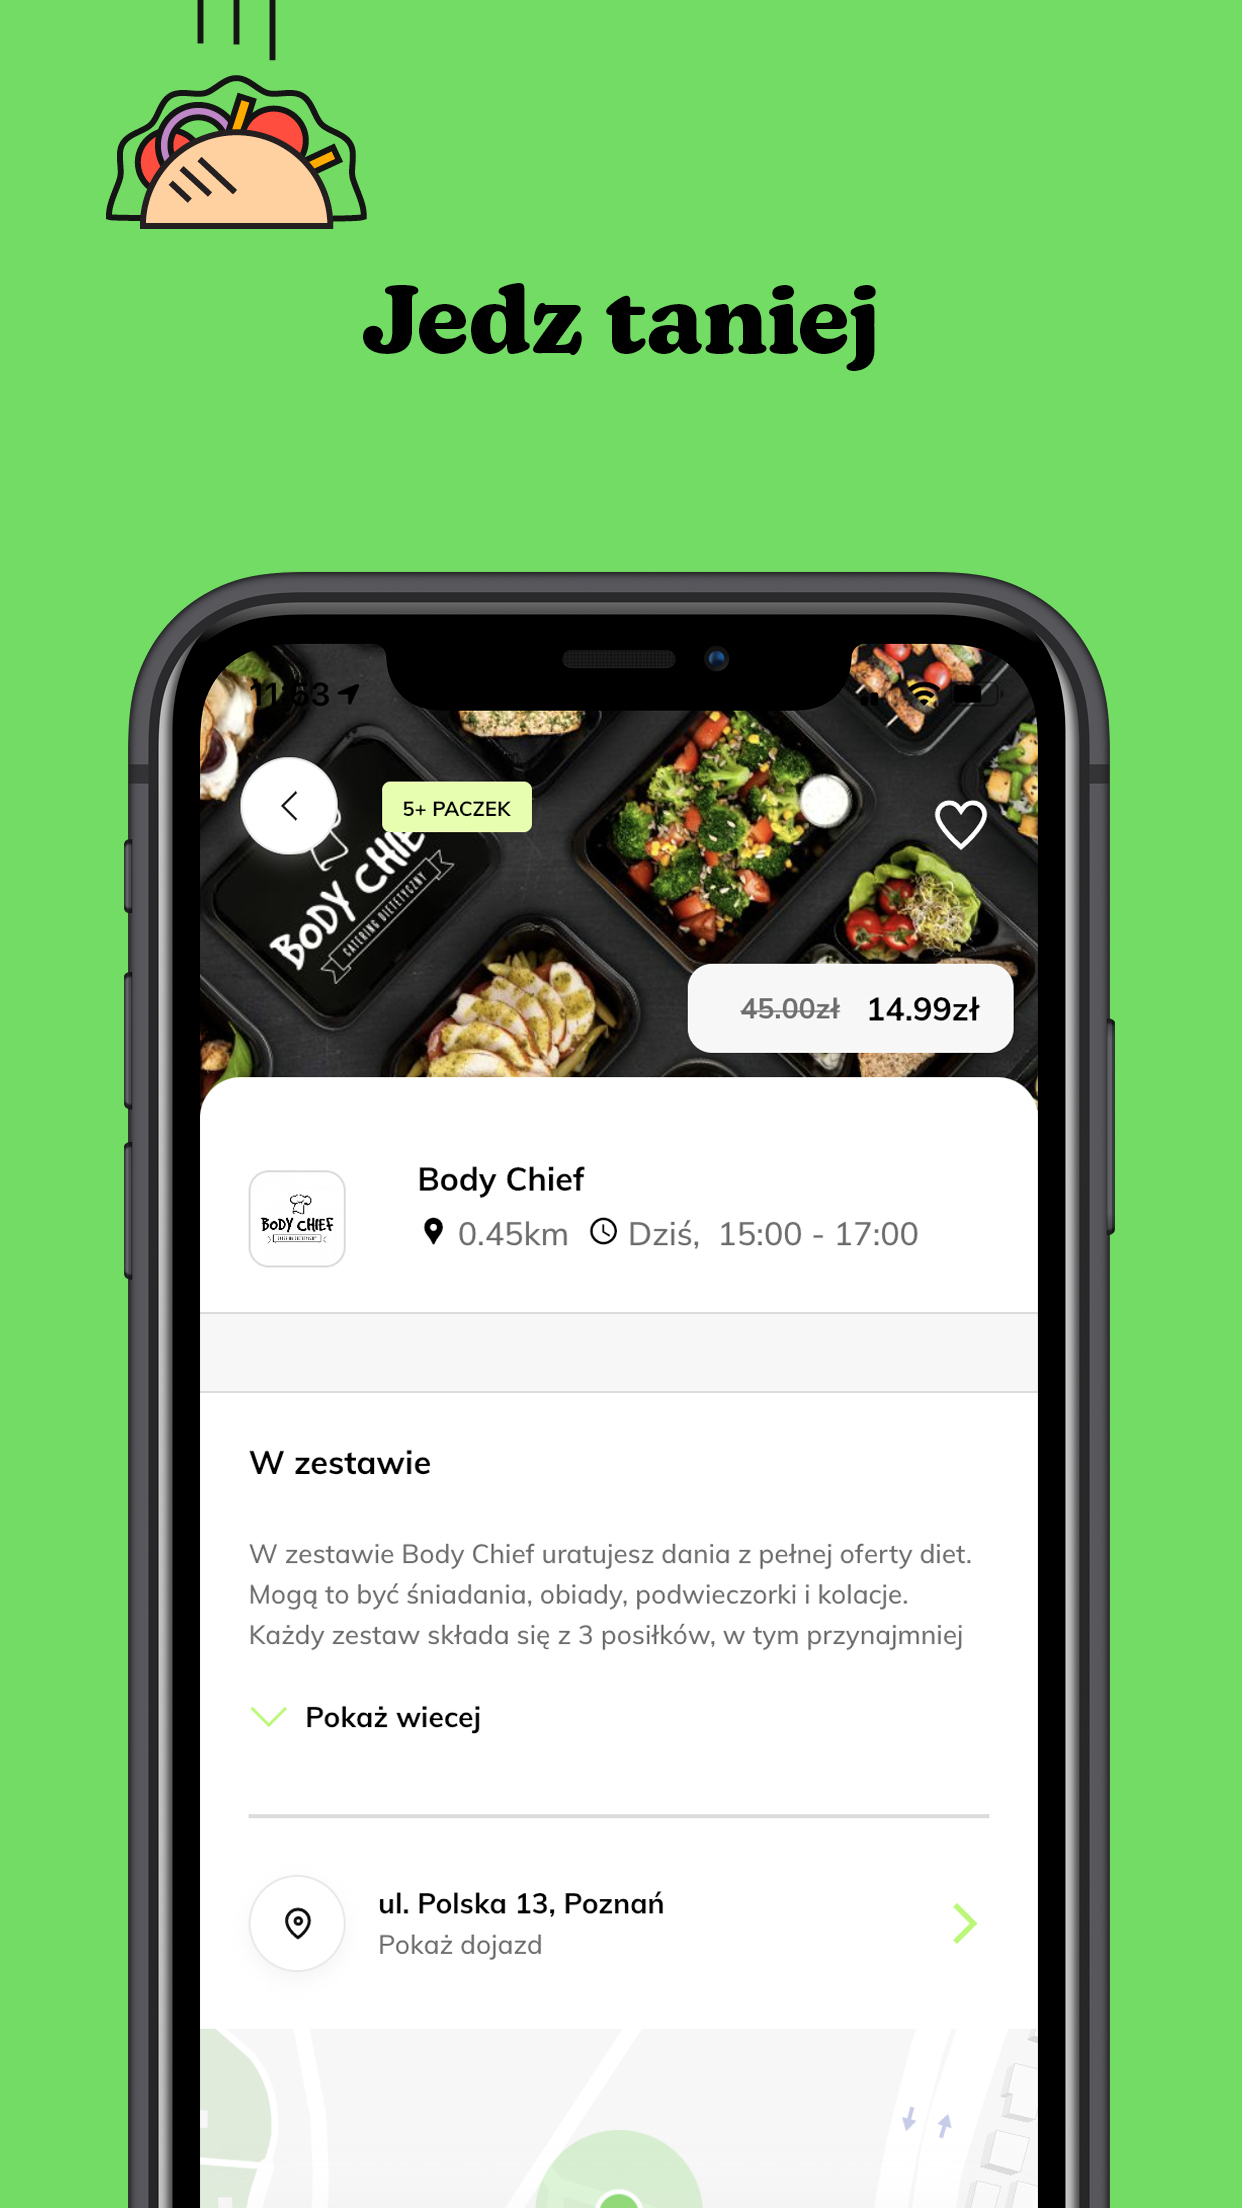 Jedz taniej
11:53
5+ PACZEK
BODY CHIEF
CATERING DIETETYCZNY
45.00zł 14.99zł
BODY CHIEF
Body Chief
0.45km Dziś, 15:00 - 17:00
W zestawie
W zestawie Body Chief uratujesz dania z pełnej oferty diet.
Mogą to być śniadania, obiady, podwieczorki i kolacje.
Każdy zestaw składa się z 3 posiłków, w tym przynajmniej
Pokaż wiecej
ul. Polska 13, Poznań
Pokaż dojazd